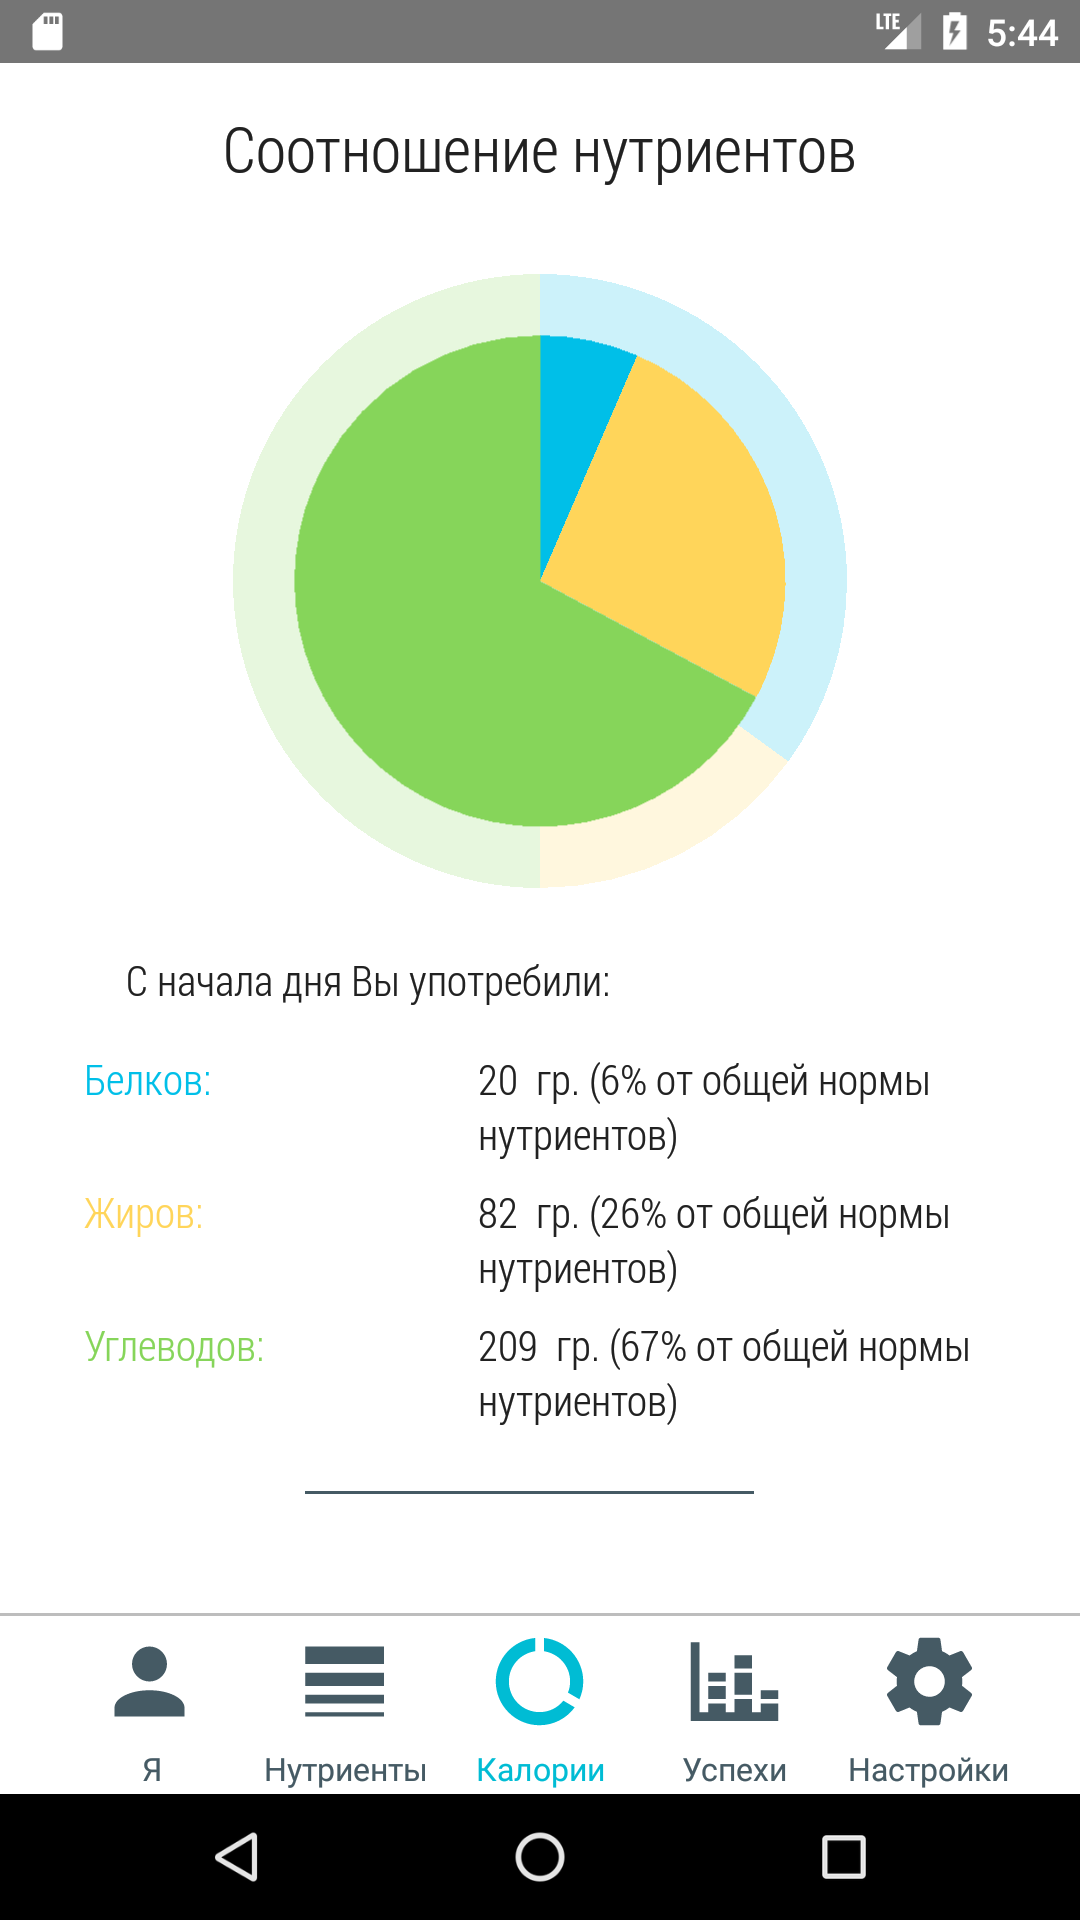 LTE 5:44
Соотношение нутриентов
С начала дня Вы употребили:
Белков: 20 гр. (6% от общей нормы
нутриентов)
Жиров: 82 гр. (26% от общей нормы
нутриентов)
Углеводов: 209 гр. (67% от общей нормы
нутриентов)
Я Нутриенты Калории Успехи Настройки